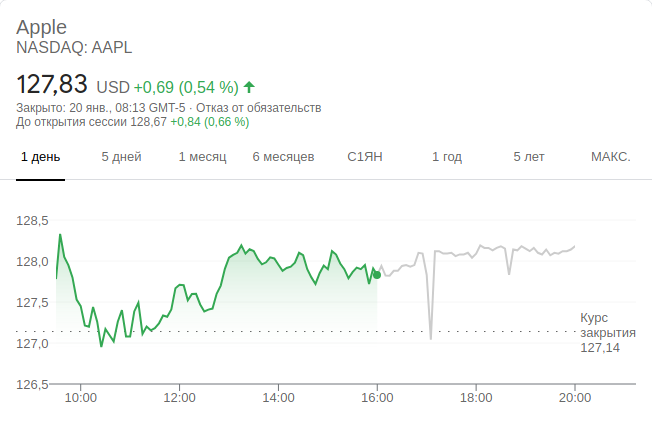 Apple
NASDAQ: AAPL
127,83 USD +0,69 (0,54 %)
Закрыто: 20 янв., 08:13 GMT-5 · Отказ от обязательств
До открытия сессии 128,67 +0,84 (0,66 %)
1 день 5 дней 1 месяц 6 месяцев С1ЯН 1 год 5 лет МАКС.
128,5
128,0
127,5
127,0
126,5
Курс
закрытия
127,14
10:00 12:00 14:00 16:00 18:00 20:00